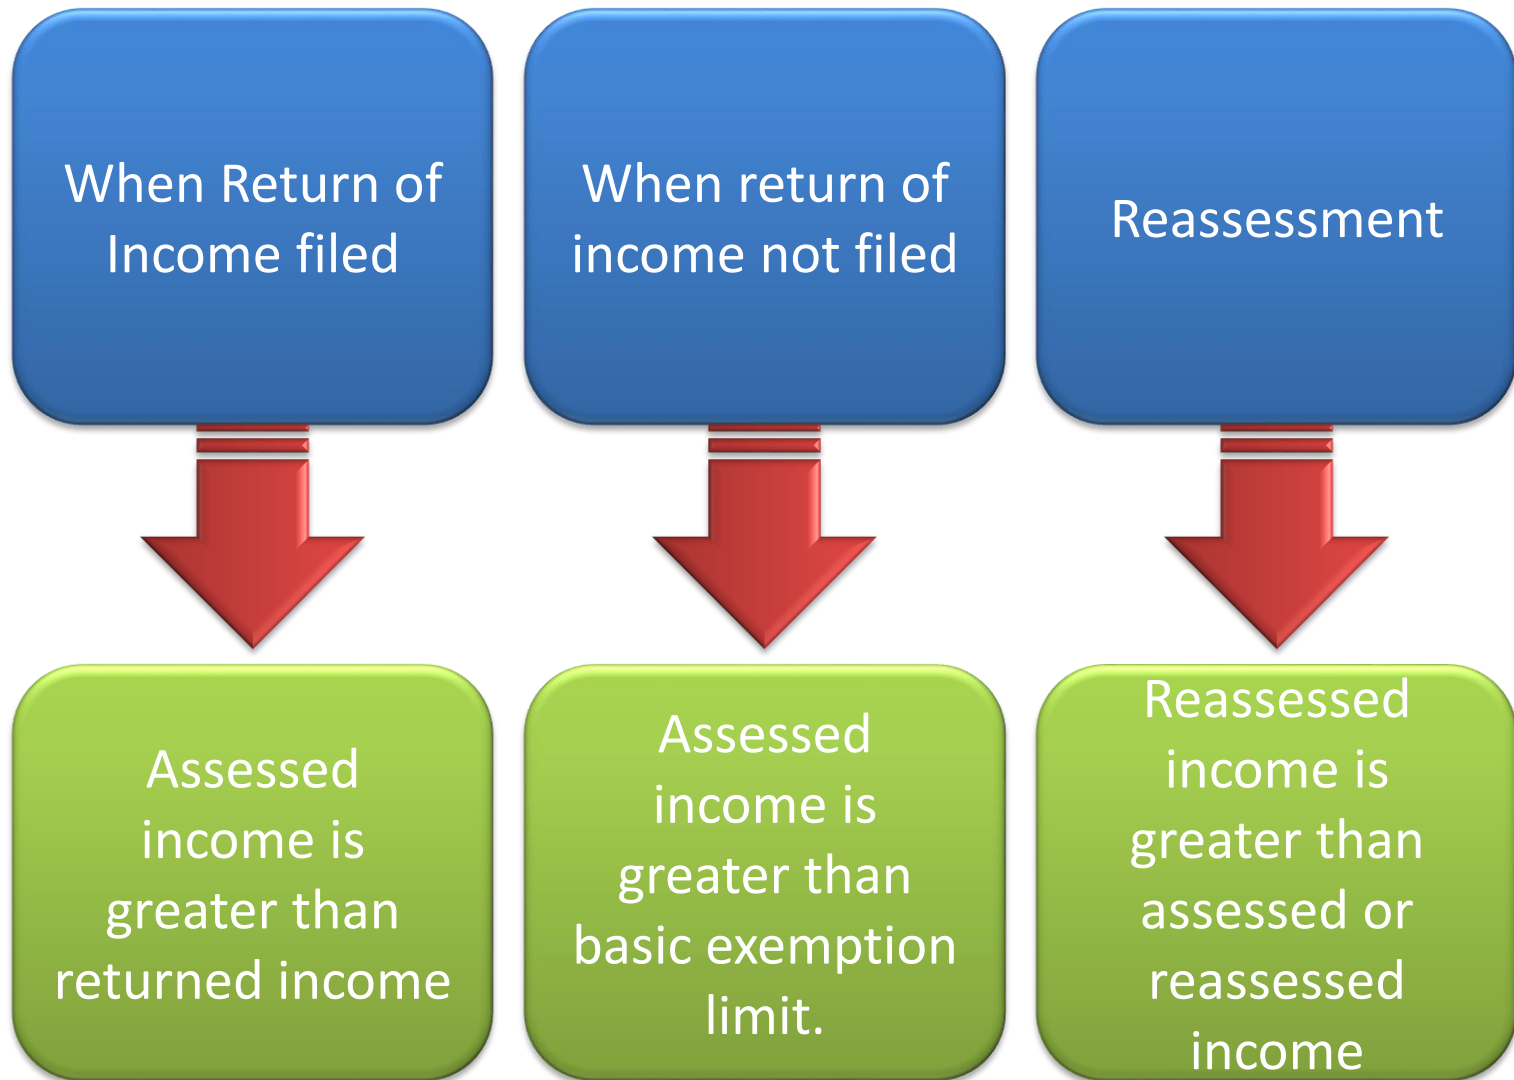 When Return of
Income filed
When return of
income not filed
Reassessment
Assessed
income is
greater than
returned income
Assessed
income is
greater than
basic exemption
limit.
Reassessed
income is
greater than
assessed or
reassessed
income